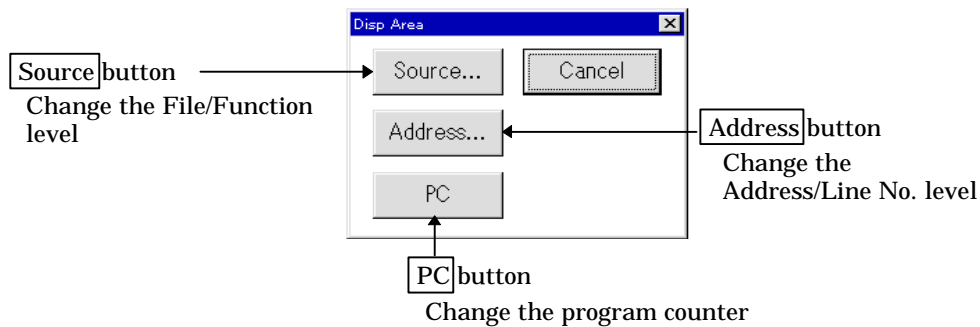 Disp Area
Source button
Change the File/Function
level
Source...
Cancel
Address...
Address button
Change the
Address/Line No. level
PC
PC button
Change the program counter